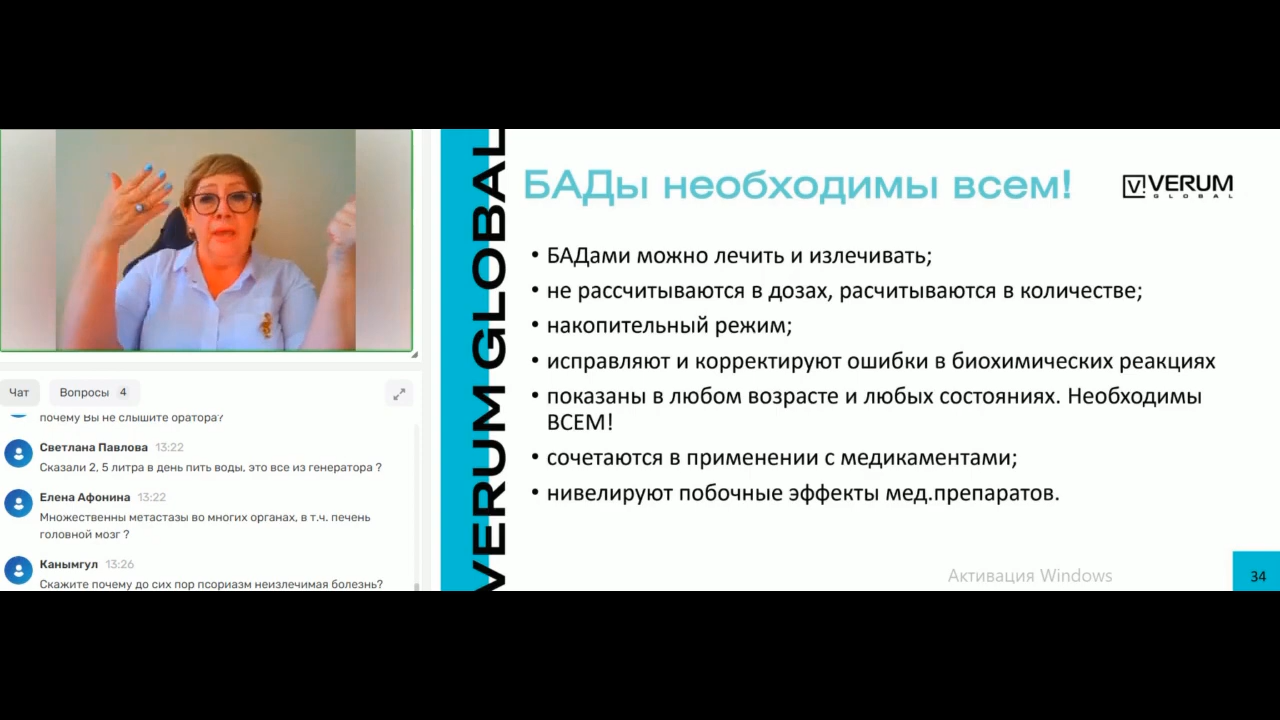 VERUM GLOBAL
БАДы необходимы всем!
VERUM
GLOBAL
• БАДами можно лечить и излечивать;
• не рассчитываются в дозах, расчитываются в количестве;
• накопительный режим;
• исправляют и корректируют ошибки в биохимических реакциях
• показаны в любом возрасте и любых состояниях. Необходимы
ВСЕМ!
• сочетаются в применении с медикаментами;
• нивелируют побочные эффекты мед.препаратов.
Активация Windows
34
Чат
Вопросы 4
почему Вы не слышите оратора?
Светлана Павлова 13:22
Сказали 2, 5 литра в день пить воды, это все из генератора ?
Елена Афонина 13:22
Множественны метастазы во многих органах, в т.ч. печень
головной мозг ?
Канымгул 13:26
Скажите почему до сих пор псориазм неизлечимая болезнь?